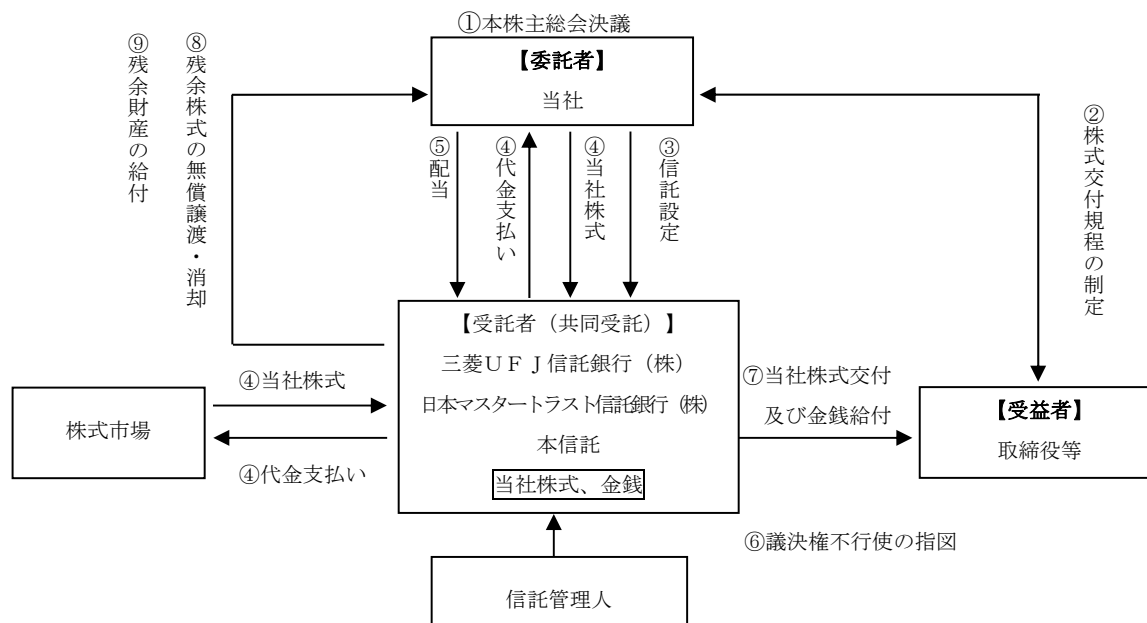 ①本株主総会決議
【委託者】
当社
⑨残余財産の給付
⑧残余株式の無償譲渡・消却
⑤配当
④代金支払い
④当社株式
③信託設定
②株式交付規程の制定
【受託者（共同受託）】
三菱ＵＦＪ信託銀行（株）
日本マスタートラスト信託銀行（株）
本信託
当社株式、金銭
④当社株式
株式市場
④代金支払い
⑦当社株式交付
及び金銭給付
【受益者】
取締役等
⑥議決権不行使の指図
信託管理人